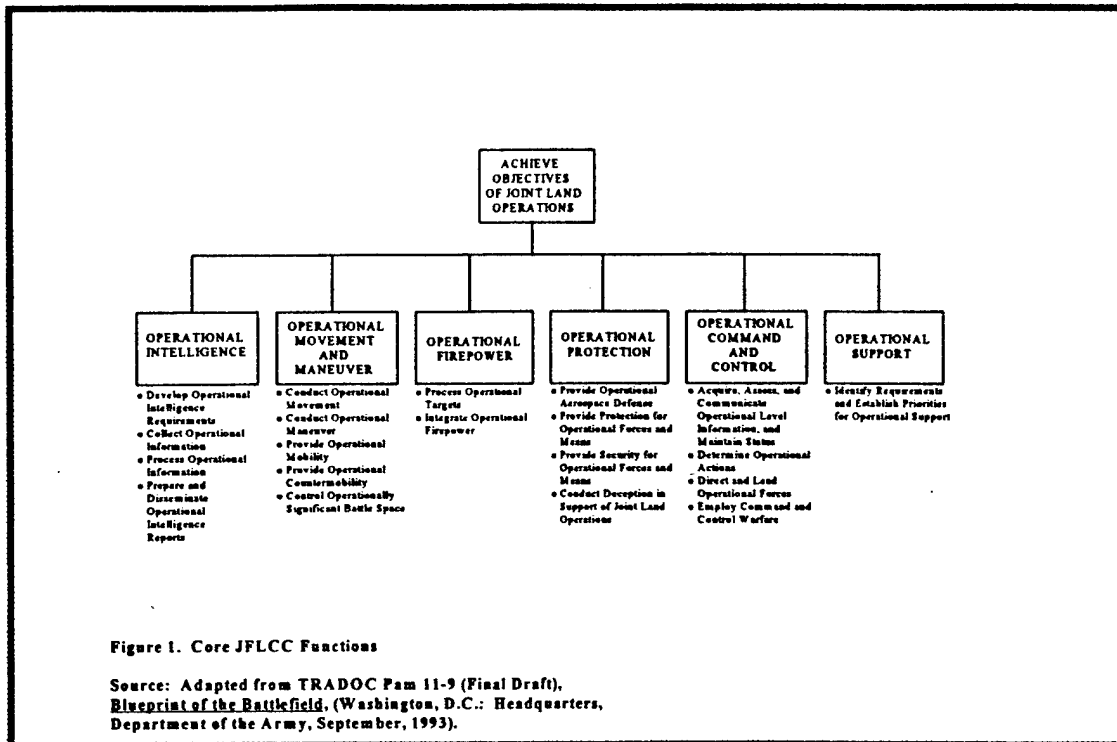 ACHIEVE
OBJECTIVES
OF JOINT LAND
OPERATIONS
OPERATIONAL
INTELLIGENCE
● Develop Operational
Intelligence
Requirements
● Collect Operational
Information
● Process Operational
Information
● Prepare and
Disseminate
Operational
Intelligence
Reports
OPERATIONAL
MOVEMENT
AND
MANEUVER
● Conduct Operational
Movement
● Conduct Operational
Maneuver
● Provide Operational
Mobility
● Provide Operational
Countermobility
● Control Operationally
Significant Battle Space
OPERATIONAL
FIREPOWER
● Process Operational
Targets
● Integrate Operational
Firepower
OPERATIONAL
PROTECTION
● Provide Operational
Aerospace Defense
● Provide Protection for
Operational Forces and
Means
● Provide Security for
Operational Forces and
Means
● Conduct Deception in
Support of Joint Land
Operations
OPERATIONAL
COMMAND
AND
CONTROL
● Acquire, Assess, and
Communicate
Operational Level
Information, and
Maintain Status
● Determine Operational
Actions
● Direct and Land
Operational Forces
● Employ Command and
Control Warfare
OPERATIONAL
SUPPORT
● Identify Requirements
and Establish Priorities
for Operational Support
Figure 1. Core JFLCC Functions
Source: Adapted from TRADOC Pam 11-9 (Final Draft),
Blueprint of the Battlefield, (Washington, D.C.: Headquarters,
Department of the Army, September, 1993).